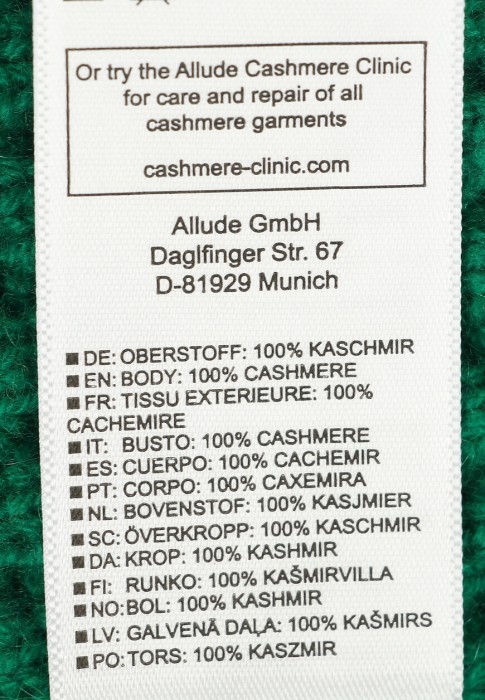 Or try the Allude Cashmere Clinic
for care and repair of all
cashmere garments
cashmere-clinic.com
Allude GmbH
Daglfinger Str. 67
D-81929 Munich
DE: OBERSTOFF: 100% KASCHMIR
EN: BODY: 100% CASHMERE
FR: TISSU EXTERIEURE: 100%
CACHEMIRE
IT: BUSTO: 100% CASHMERE
ES: CUERPO: 100% CACHEMIR
PT: CORPO: 100% CAXEMIRA
NL: BOVENSTOF: 100% KASJMIER
SC: ÖVERKROPP: 100% KASCHMIR
DA: KROP: 100% KASHMIR
FI: RUNKO: 100% KAŠMIRVILLA
NO: BOL: 100% KASHMIR
LV: GALVENĀ DAĻA: 100% KAŠMIRS
PO: TORS: 100% KASZMIR